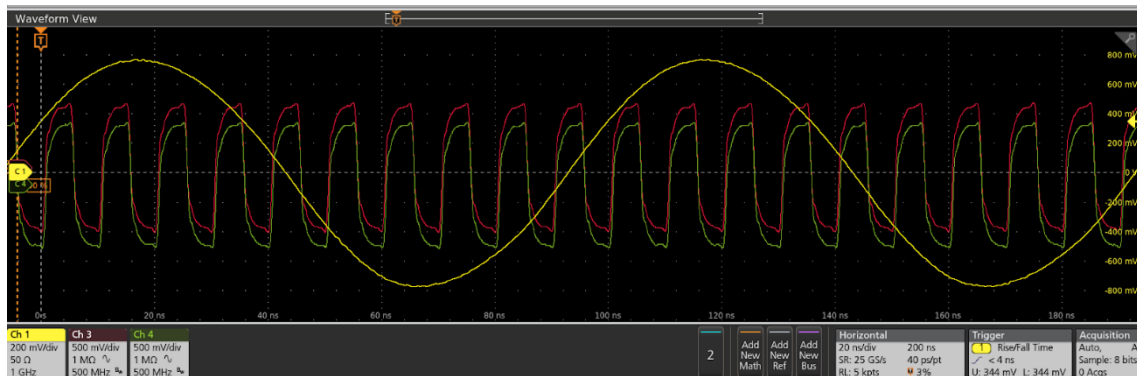 Waveform View
T
T
800 mV
600 mV
400 mV
200 mV
0 V
-200 mV
-400 mV
-600 mV
-800 mV
C 1
C 4
0s
20 ns
40 ns
60 ns
80 ns
100 ns
120 ns
140 ns
160 ns
180 ns
Ch 1
200 mV/div
50 Ω
1 GHz
Ch 3
500 mV/div
1 MΩ
500 MHz
Ch 4
500 mV/div
1 MΩ
500 MHz
2
Add
New
Math
Add
New
Ref
Add
New
Bus
Horizontal
20 ns/div 200 ns
SR: 25 GS/s 40 ps/pt
RL: 5 kpts 3%
Trigger
1 Rise/Fall Time
< 4 ns
U: 344 mV L: 344 mV
Acquisition
Auto, A
Sample: 8 bits
0 Acqs